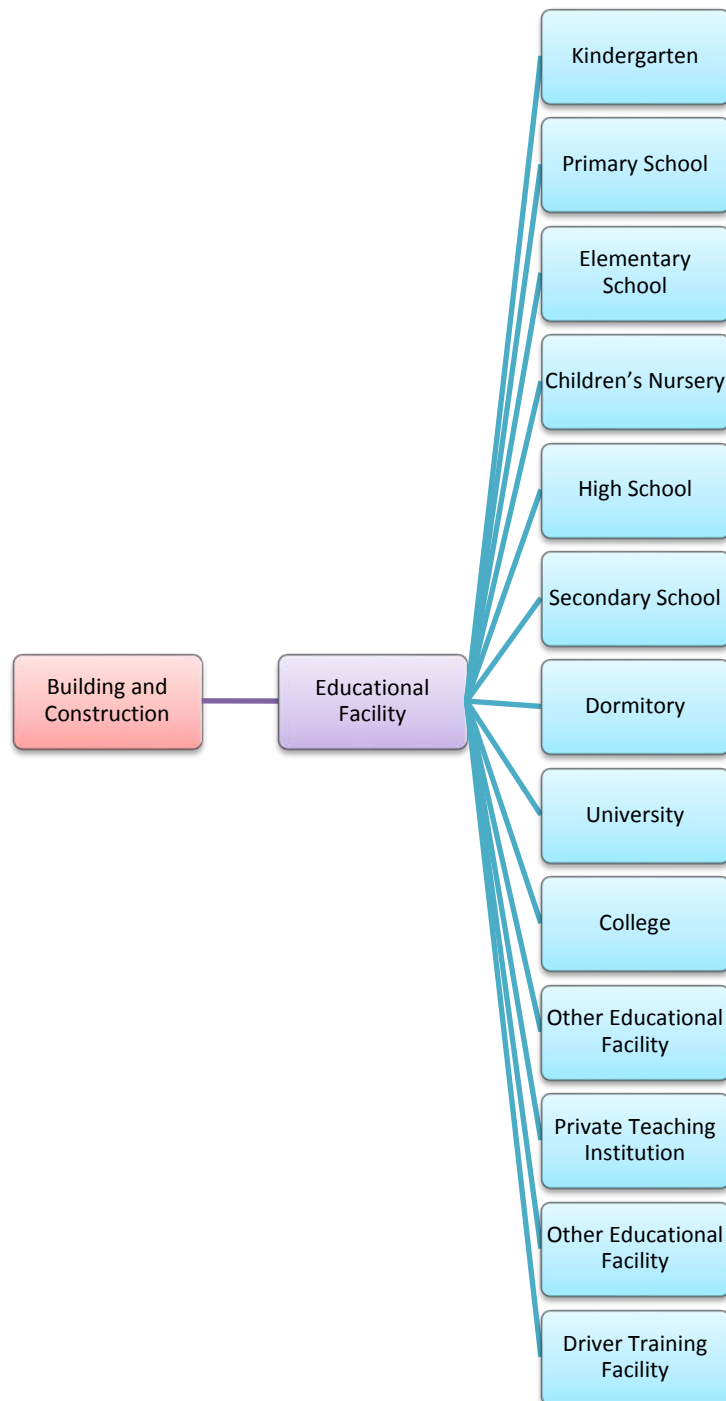 Kindergarten
Primary School
Elementary
School
Children’s Nursery
High School
Secondary School
Building and
Construction
Educational
Facility
Dormitory
University
College
Other Educational
Facility
Private Teaching
Institution
Other Educational
Facility
Driver Training
Facility